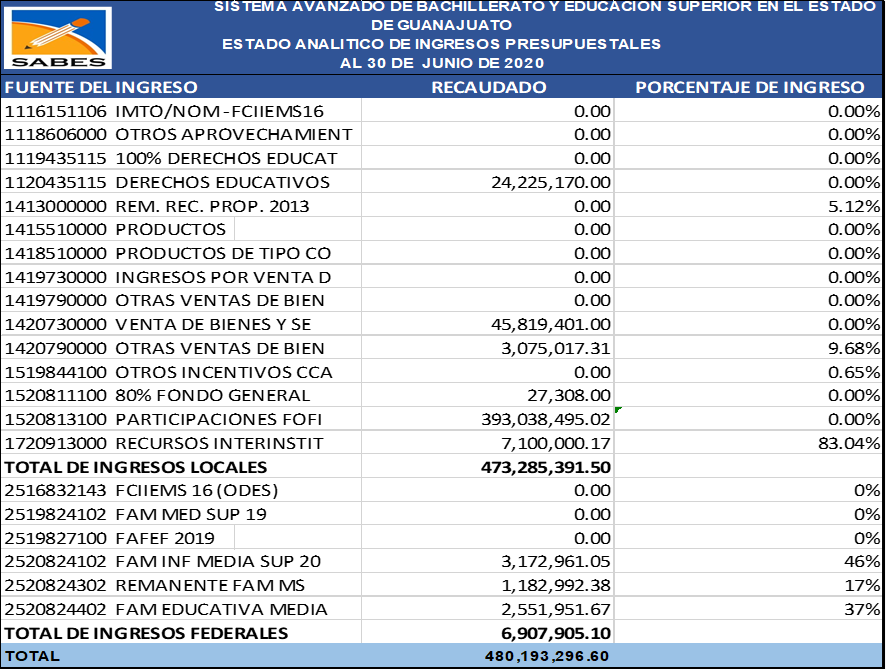 SABES
SISTEMA AVANZADO DE BACHILLERATO Y EDUCACION SUPERIOR EN EL ESTADO
DE GUANAJUATO
ESTADO ANALITICO DE INGRESOS PRESUPUESTALES
AL 30 DE JUNIO DE 2020
FUENTE DEL INGRESO RECAUDADO PORCENTAJE DE INGRESO
1116151106 IMTO/NOM-FCIIEMS16 0.00 0.00%
1118606000 OTROS APROVECHAMIENT 0.00 0.00%
1119435115 100% DERECHOS EDUCAT 0.00 0.00%
1120435115 DERECHOS EDUCATIVOS 24,225,170.00 0.00%
1413000000 REM. REC. PROP. 2013 0.00 5.12%
1415510000 PRODUCTOS 0.00 0.00%
1418510000 PRODUCTOS DE TIPO CO 0.00 0.00%
1419730000 INGRESOS POR VENTA D 0.00 0.00%
1419790000 OTRAS VENTAS DE BIEN 0.00 0.00%
1420730000 VENTA DE BIENES Y SE 45,819,401.00 0.00%
1420790000 OTRAS VENTAS DE BIEN 3,075,017.31 9.68%
1519844100 OTROS INCENTIVOS CCA 0.00 0.65%
1520811100 80% FONDO GENERAL 27,308.00 0.00%
1520813100 PARTICIPACIONES FOFI 393,038,495.02 0.00%
1720913000 RECURSOS INTERINSTIT 7,100,000.17 83.04%
TOTAL DE INGRESOS LOCALES 473,285,391.50
2516832143 FCIIEMS 16 (ODES) 0.00 0%
2519824102 FAM MED SUP 19 0.00 0%
2519827100 FAFEF 2019 0.00 0%
2520824102 FAM INF MEDIA SUP 20 3,172,961.05 46%
2520824302 REMANENTE FAM MS 1,182,992.38 17%
2520824402 FAM EDUCATIVA MEDIA 2,551,951.67 37%
TOTAL DE INGRESOS FEDERALES 6,907,905.10
TOTAL 480,193,296.60